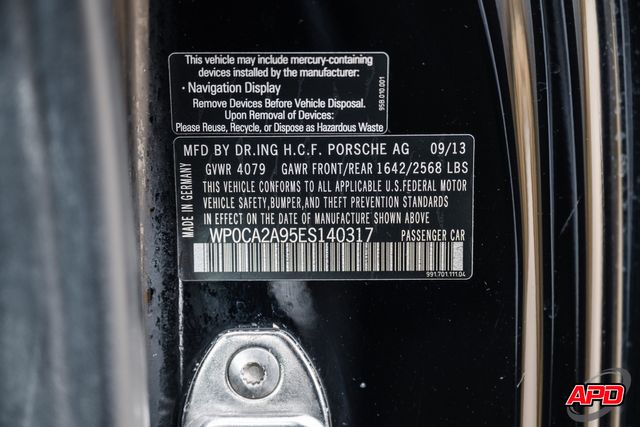 This vehicle may include mercury-containing
devices installed by the manufacturer:
· Navigation Display
Remove Devices Before Vehicle Disposal.
Upon Removal of Devices:
Please Reuse, Recycle, or Dispose as Hazardous Waste
958.010.001
MFD BY DR.ING H.C.F. PORSCHE AG 09/13
GVWR 4079 GAWR FRONT/REAR 1642/2568 LBS
THIS VEHICLE CONFORMS TO ALL APPLICABLE U.S.FEDERAL MOTOR
VEHICLE SAFETY,BUMPER,AND THEFT PREVENTION STANDARDS
IN EFFECT ON THE DATE OF MANUFACTURE SHOWN ABOVE
MADE IN GERMANY
WP0CA2A95ES140317 PASSENGER CAR
991.701.111.04
APD